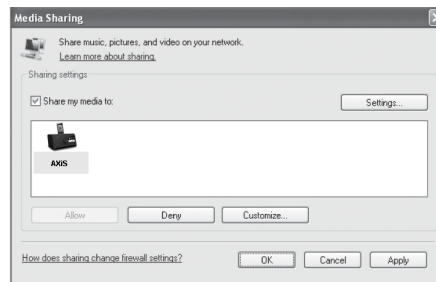 Media Sharing
Share music, pictures, and video on your network.
Learn more about sharing.
Sharing settings
Share my media to:
Settings...
AXiS
Allow
Deny
Customize...
How does sharing change firewall settings?
OK
Cancel
Apply